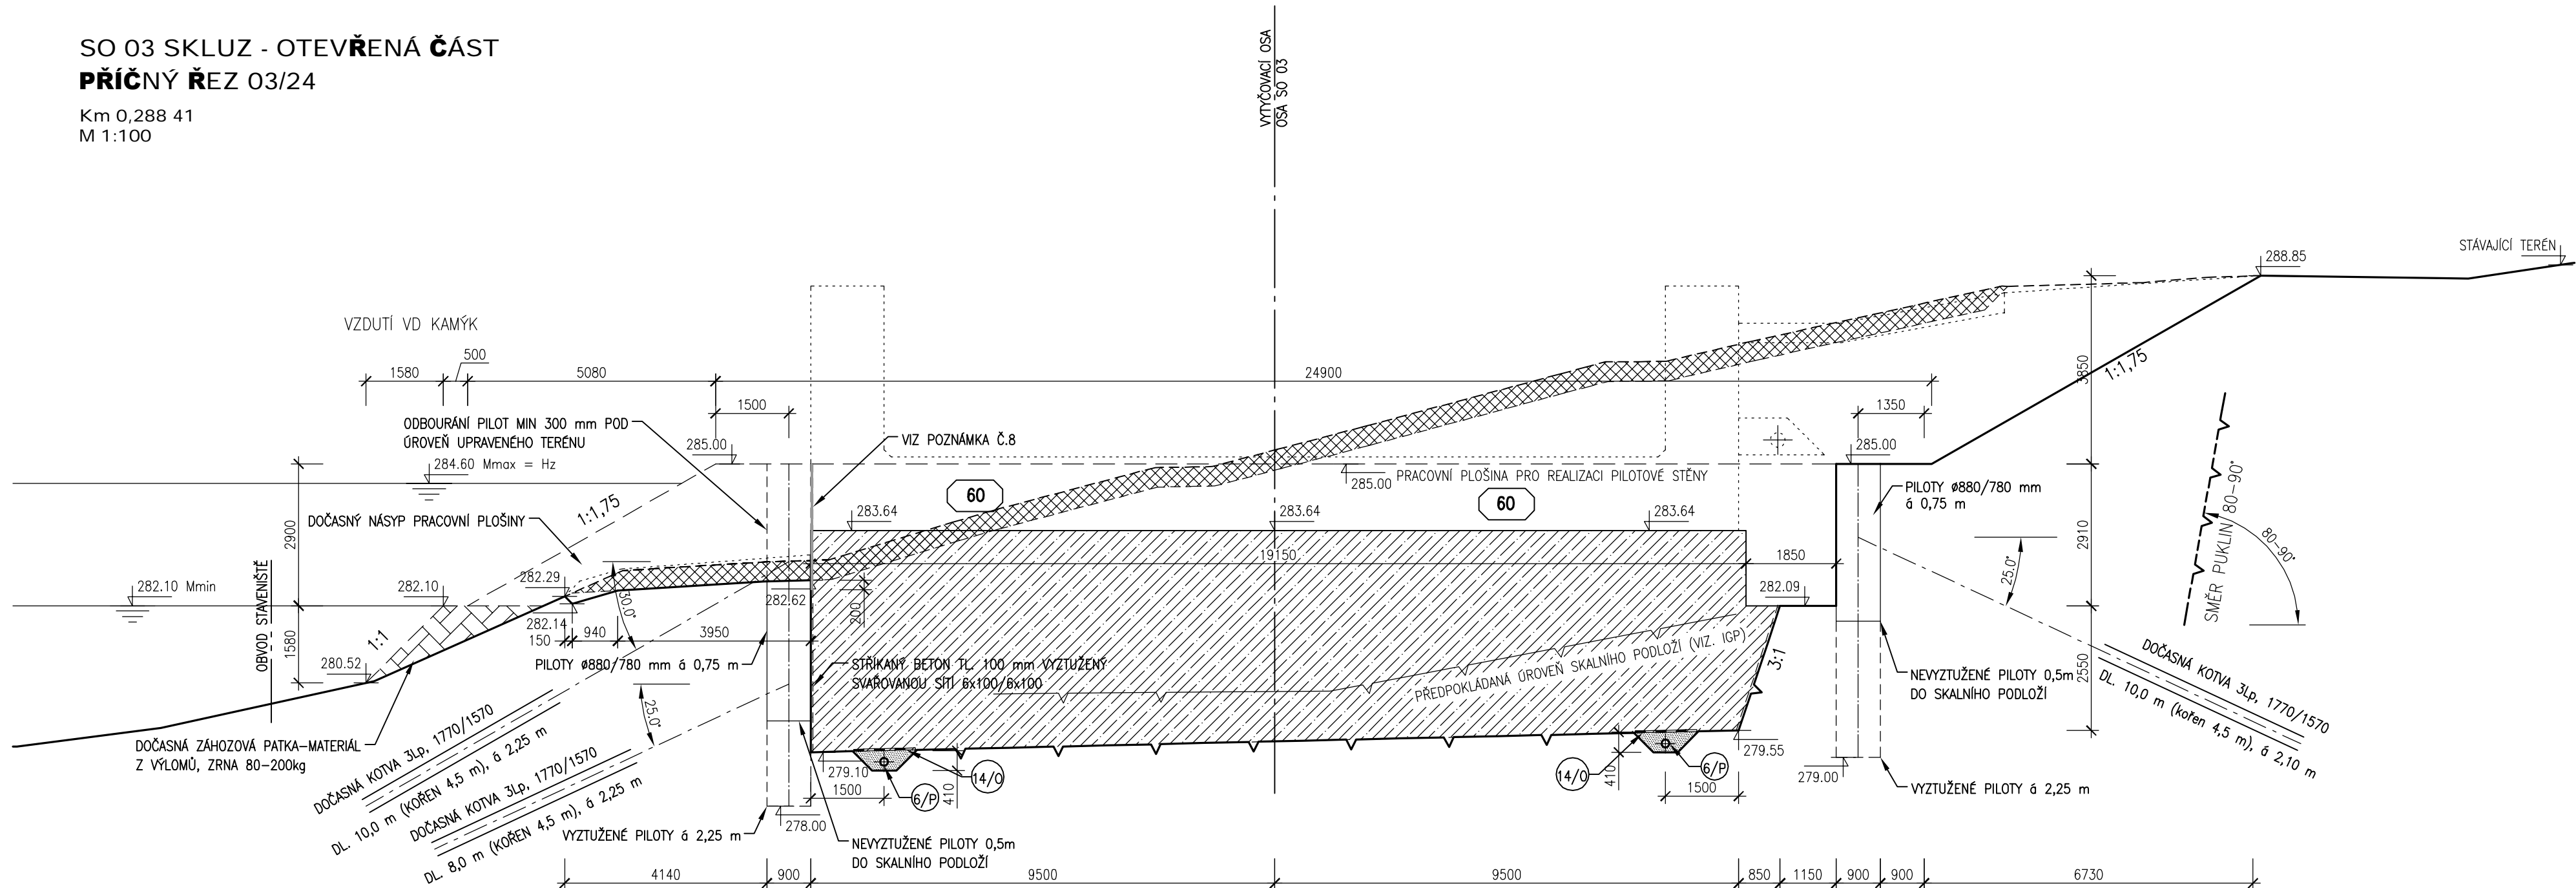 SO 03 SKLUZ - OTEVŘENÁ ČÁST
PŘÍČNÝ ŘEZ 03/24
Km 0,288 41
M 1:100
VYTYČOVACÍ OSA
OSA SO 03
STÁVAJÍCÍ TERÉN
288.85
VZDUTÍ VD KAMÝK
500
1580
5080
24900
1500
1350
3850
1:1,75
ODBOURÁNÍ PILOT MIN 300 mm POD
ÚROVEŇ UPRAVENÉHO TERÉNU
VIZ POZNÁMKA Č.8
285.00
285.00
284.60 Mmax = Hz
285.00
PRACOVNÍ PLOŠINA PRO REALIZACI PILOTOVÉ STĚNY
60
60
PILOTY ø880/780 mm
á 0,75 m
SMĚR PUKLIN 80-90°
80-90°
2900
1:1,75
DOČASNÝ NÁSYP PRACOVNÍ PLOŠINY
283.64
283.64
283.64
2910
19150
1850
25.0°
OBVOD STAVENIŠTĚ
282.10 Mmin
282.10
282.29
282.62
200
282.09
30.0°
282.14
150
940
3950
1580
1:1
280.52
PILOTY ø880/780 mm á 0,75 m
STŘÍKANÝ BETON TL. 100 mm VYZTUŽENÝ
SVAŘOVANOU SÍTÍ 6x100/6x100
PŘEDPOKLÁDANÁ ÚROVEŇ SKALNÍHO PODLOŽÍ (VIZ. IGP)
3:1
2550
NEVYZTUŽENÉ PILOTY 0,5m
DO SKALNÍHO PODLOŽÍ
DOČASNÁ KOTVA 3Lp, 1770/1570
DL. 10,0 m (kořen 4,5 m), á 2,10 m
25.0°
DOČASNÁ ZÁHOZOVÁ PATKA-MATERIÁL
Z VÝLOMŮ, ZRNA 80-200kg
DOČASNÁ KOTVA 3Lp, 1770/1570
DL. 10,0 m (KOŘEN 4,5 m), á 2,25 m
DOČASNÁ KOTVA 3Lp, 1770/1570
DL. 8,0 m (KOŘEN 4,5 m), á 2,25 m
279.10
1500
6/P
410
14/O
14/O
410
6/P
1500
279.55
279.00
VYZTUŽENÉ PILOTY á 2,25 m
VYZTUŽENÉ PILOTY á 2,25 m
278.00
NEVYZTUŽENÉ PILOTY 0,5m
DO SKALNÍHO PODLOŽÍ
4140
900
9500
9500
850
1150
900
900
6730